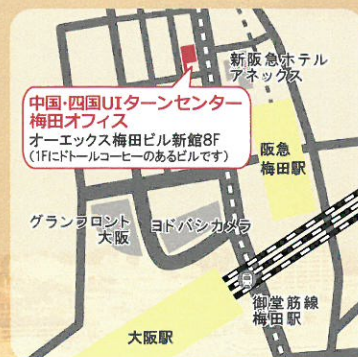 新阪急ホテル
アネックス
中国・四国UIターンセンター
梅田オフィス
オーエックス梅田ビル新館8F
(1Fにドトールコーヒーのあるビルです)
阪急
梅田駅
グランフロント
大阪
ヨドバシカメラ
御堂筋線
梅田駅
大阪駅